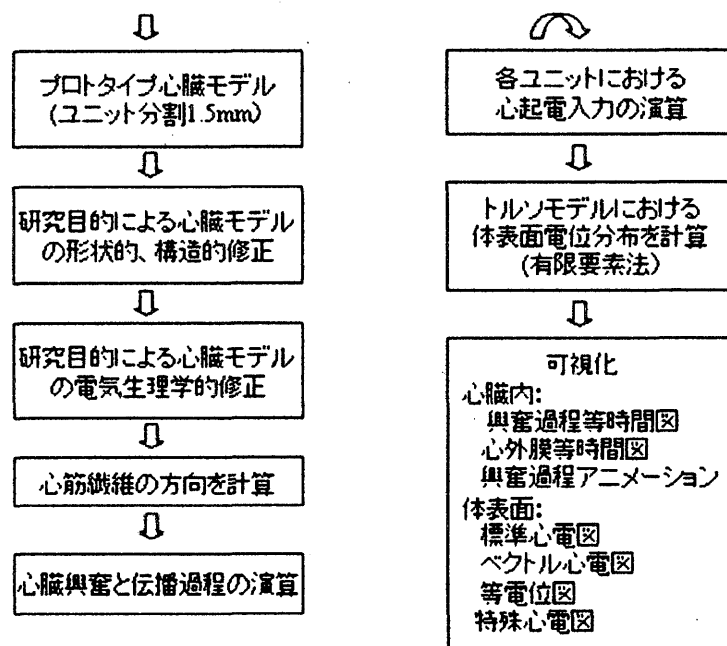 プロトタイプ心臓モデル
(ユニット分割1.5mm)
研究目的による心臓モデル
の形状的、構造的修正
研究目的による心臓モデル
の電気生理学的修正
心筋繊維の方向を計算
心臓興奮と伝播過程の演算
各ユニットにおける
心起電入力の演算
トルソモデルにおける
体表面電位分布を計算
(有限要素法)
可視化
心臓内:
興奮過程等時間図
心外膜等時間図
興奮過程アニメーション
体表面:
標準心電図
ベクトル心電図
等電位図
特殊心電図